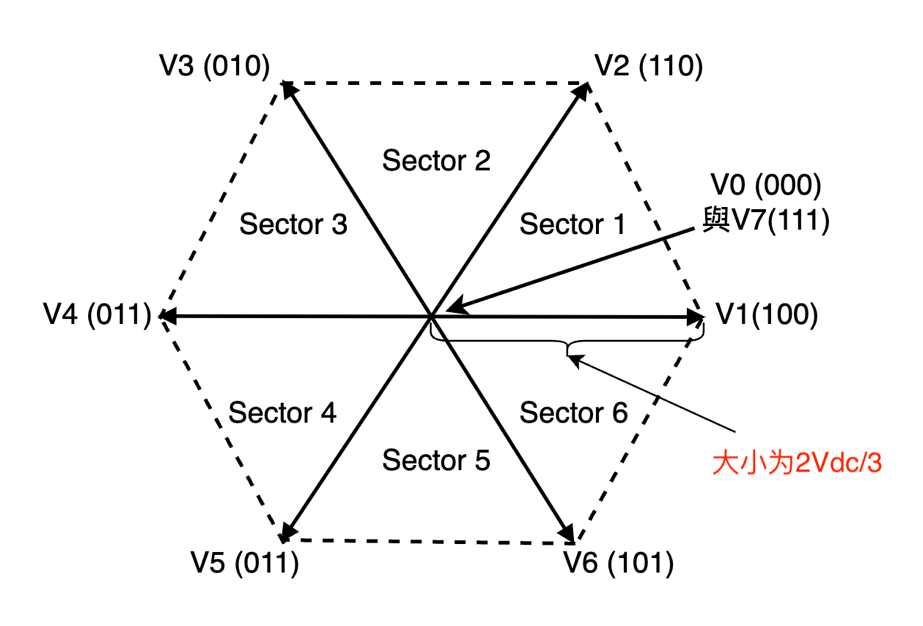 V3 (010)
V2 (110)
Sector 2
V0 (000)
與V7(111)
Sector 3
Sector 1
V4 (011)
V1(100)
Sector 4
Sector 6
Sector 5
大小为2Vdc/3
V5 (011)
V6 (101)